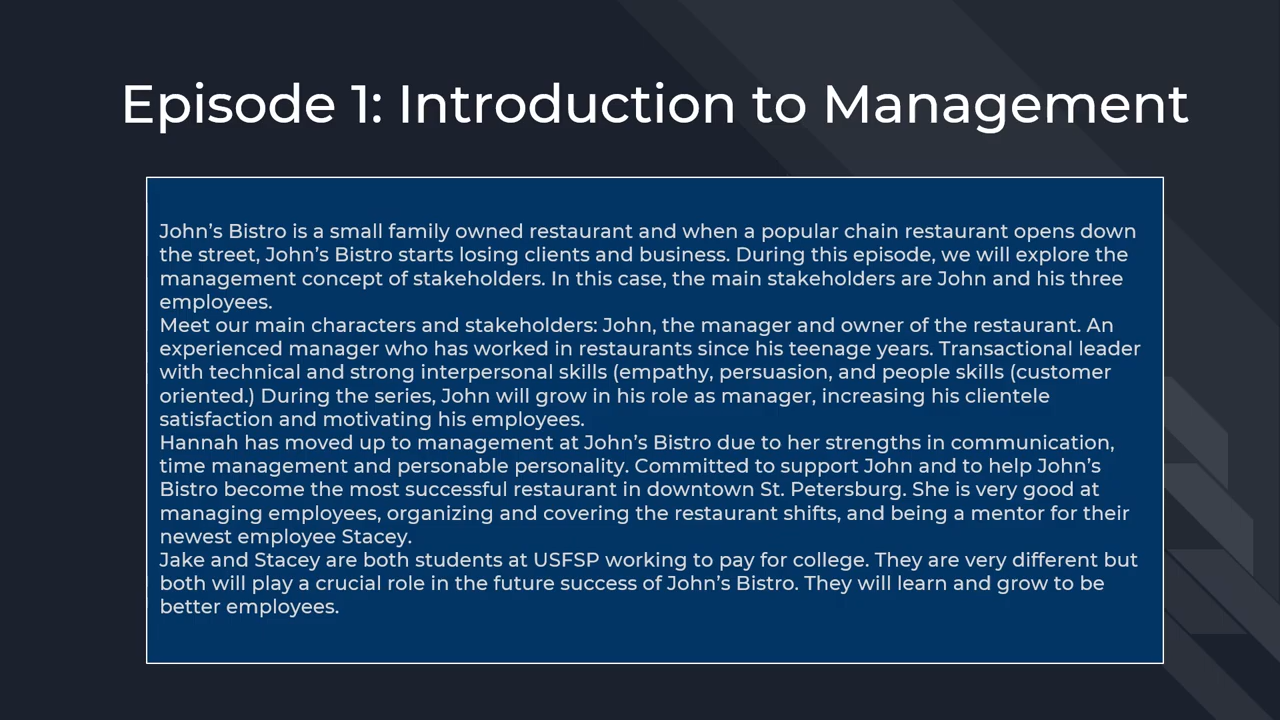 Episode 1: Introduction to Management
John’s Bistro is a small family owned restaurant and when a popular chain restaurant opens down
the street, John’s Bistro starts losing clients and business. During this episode, we will explore the
management concept of stakeholders. In this case, the main stakeholders are John and his three
employees.
Meet our main characters and stakeholders: John, the manager and owner of the restaurant. An
experienced manager who has worked in restaurants since his teenage years. Transactional leader
with technical and strong interpersonal skills (empathy, persuasion, and people skills (customer
oriented.) During the series, John will grow in his role as manager, increasing his clientele
satisfaction and motivating his employees.
Hannah has moved up to management at John’s Bistro due to her strengths in communication,
time management and personable personality. Committed to support John and to help John’s
Bistro become the most successful restaurant in downtown St. Petersburg. She is very good at
managing employees, organizing and covering the restaurant shifts, and being a mentor for their
newest employee Stacey.
Jake and Stacey are both students at USFSP working to pay for college. They are very different but
both will play a crucial role in the future success of John’s Bistro. They will learn and grow to be
better employees.